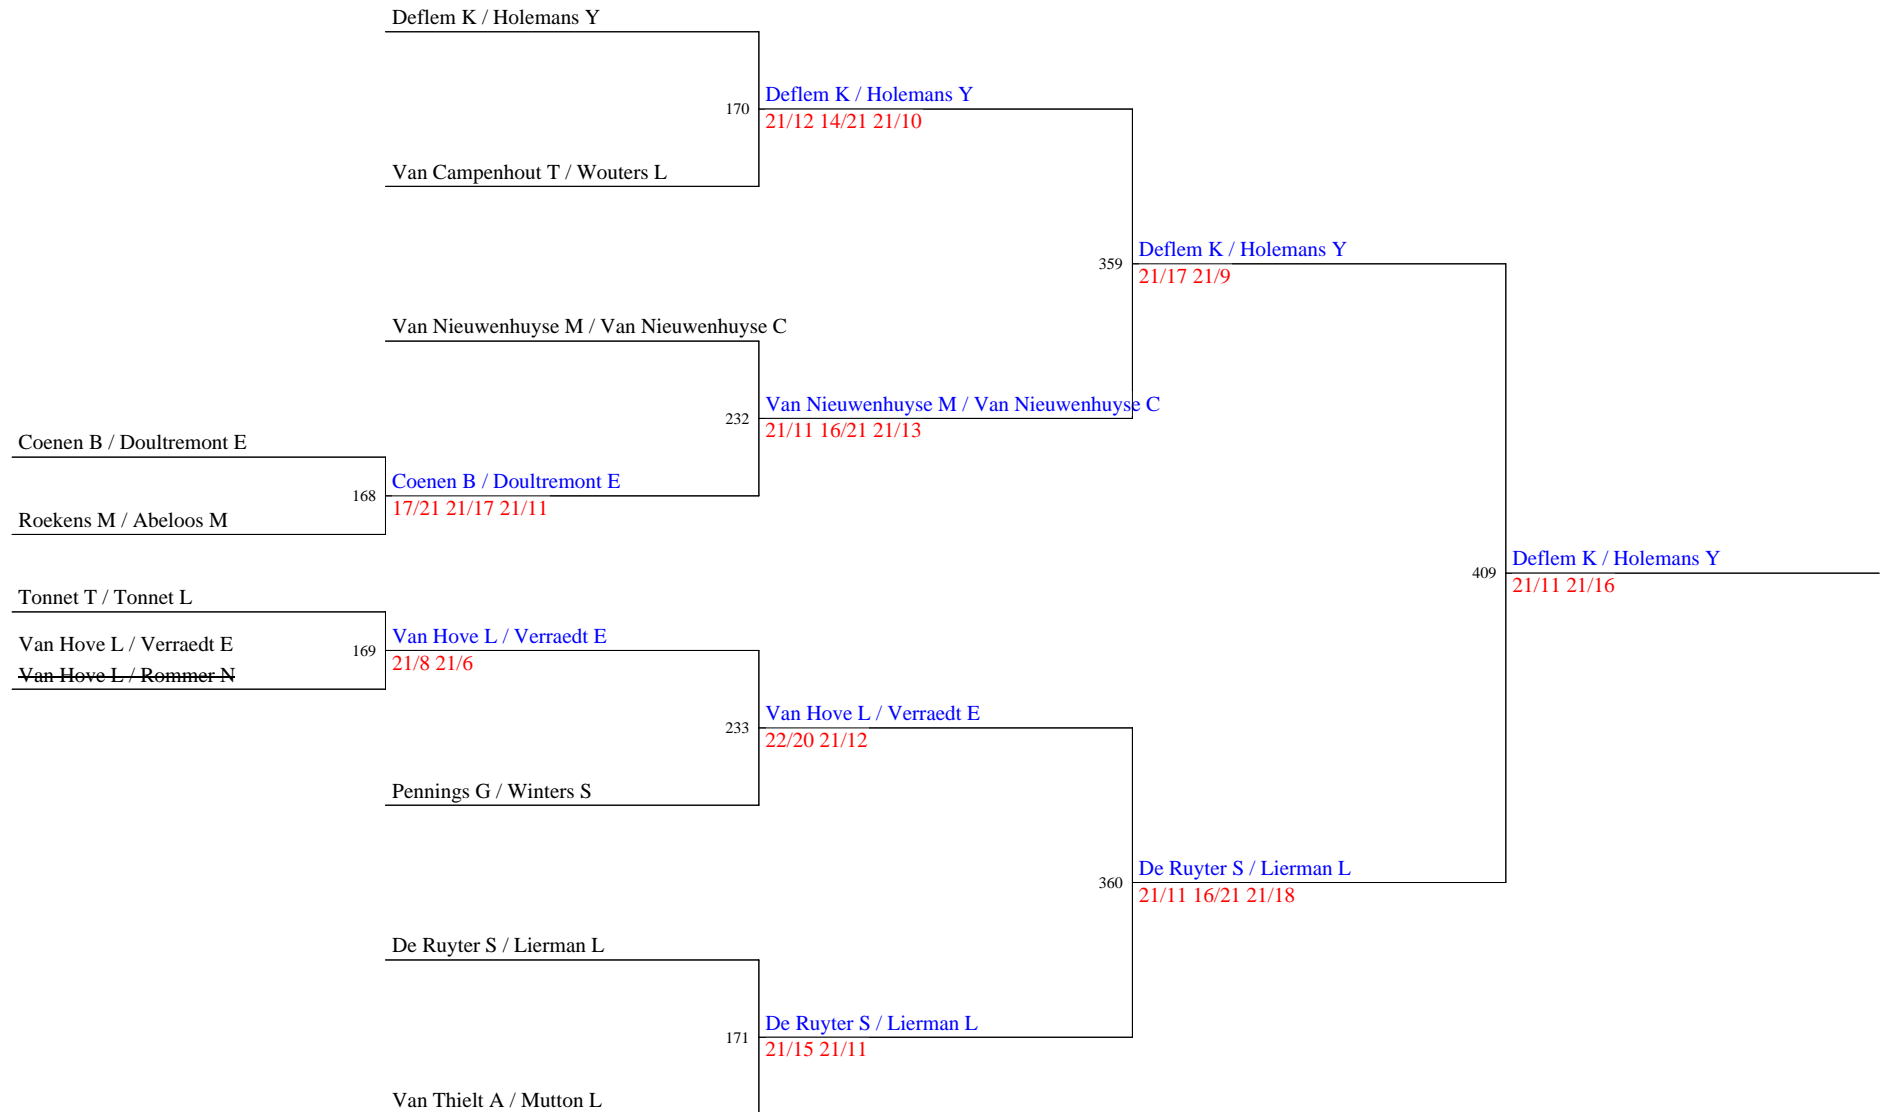 Deflem K / Holemans Y
170
Deflem K / Holemans Y
21/12 14/21 21/10
Van Campenhout T / Wouters L
359
Deflem K / Holemans Y
21/17 21/9
Van Nieuwenhuyse M / Van Nieuwenhuyse C
232
Van Nieuwenhuyse M / Van Nieuwenhuyse C
21/11 16/21 21/13
Coenen B / Doultremont E
168
Coenen B / Doultremont E
17/21 21/17 21/11
Roekens M / Abeloos M
409
Deflem K / Holemans Y
21/11 21/16
Tonnet T / Tonnet L
Van Hove L / Verraedt E
Van Hove L / Rommer N
169
Van Hove L / Verraedt E
21/8 21/6
233
Van Hove L / Verraedt E
22/20 21/12
Pennings G / Winters S
360
De Ruyter S / Lierman L
21/11 16/21 21/18
De Ruyter S / Lierman L
171
De Ruyter S / Lierman L
21/15 21/11
Van Thielt A / Mutton L